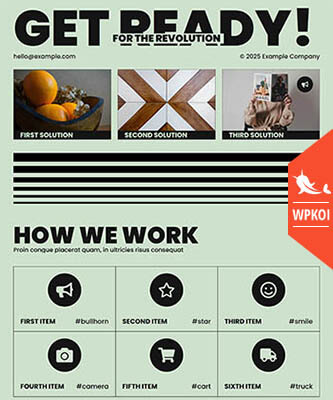 GET READY!
FOR THE REVOLUTION
hello@example.com
© 2025 Example Company
FIRST SOLUTION
SECOND SOLUTION
THIRD SOLUTION
WPKOI
HOW WE WORK
Proin congue placerat quam, in ultricies risus consequat
FIRST ITEM #bullhorn
SECOND ITEM #star
THIRD ITEM #smile
FOURTH ITEM #camera
FIFTH ITEM #cart
SIXTH ITEM #truck